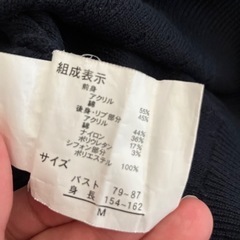 組成表示
前身
アクリル 55%
綿 45%
後身・リブ部分
アクリル 44%
綿 36%
ナイロン 17%
ポリウレタン 3%
シフォン部分
ポリエステル 100%
サイズ
バスト 79-87
身長 154-162
M